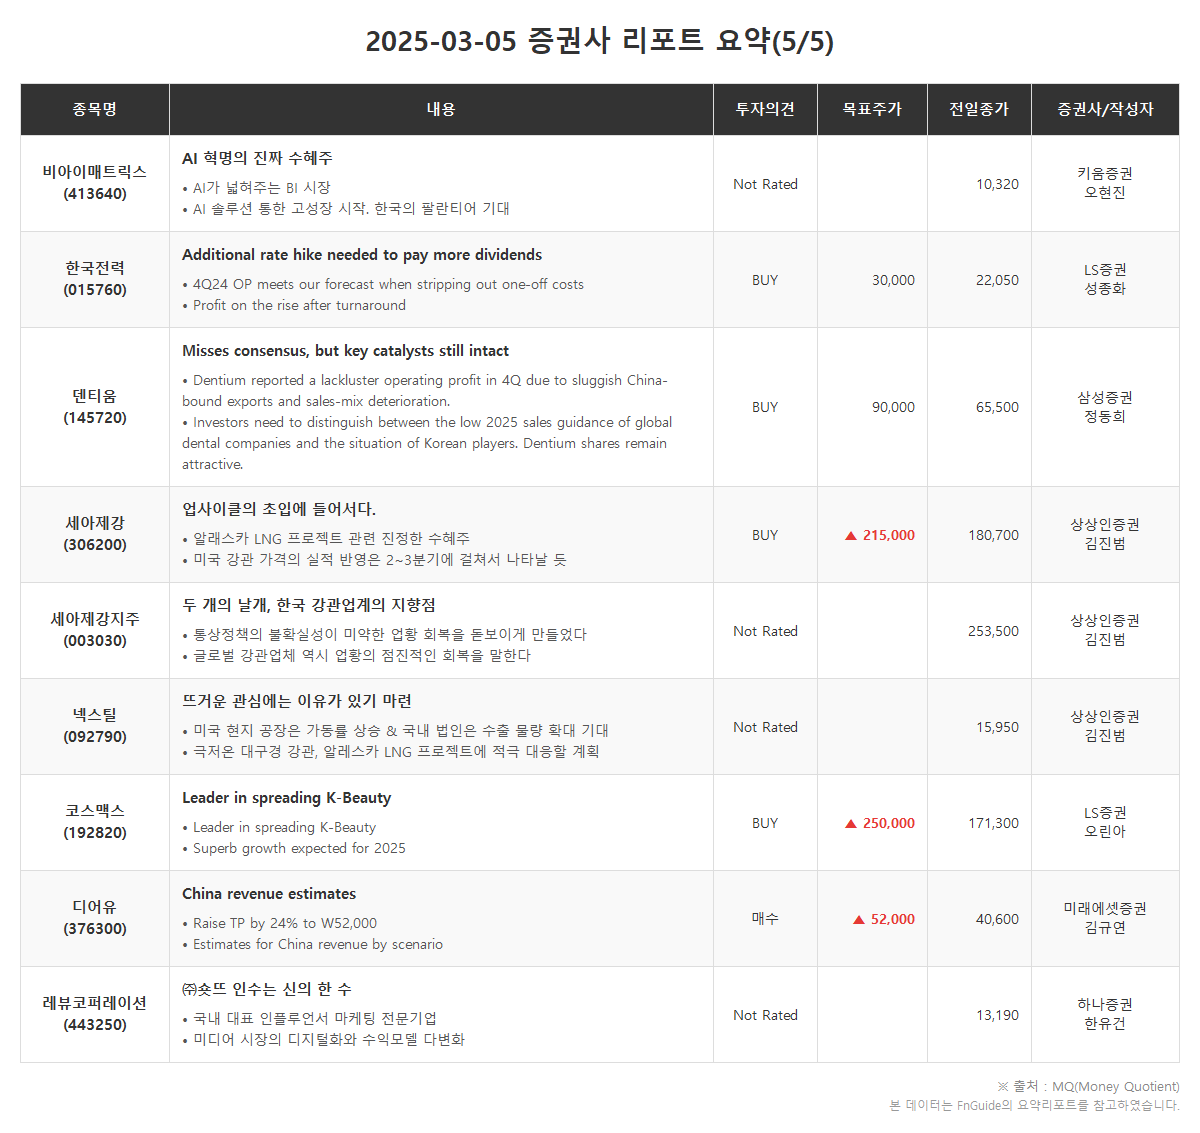 2025-03-05 증권사 리포트 요약(5/5)
종목명 내용 투자의견 목표주가 전일종가 증권사/작성자
비아이매트릭스
(413640)
AI 혁명의 진짜 수혜주
• AI가 넓혀주는 BI 시장
• AI 솔루션 통한 고성장 시작. 한국의 팔란티어 기대
Not Rated
10,320
키움증권
오현진
한국전력
(015760)
Additional rate hike needed to pay more dividends
• 4Q24 OP meets our forecast when stripping out one-off costs
• Profit on the rise after turnaround
BUY
30,000
22,050
LS증권
성종화
덴티움
(145720)
Misses consensus, but key catalysts still intact
• Dentium reported a lackluster operating profit in 4Q due to sluggish China-
bound exports and sales-mix deterioration.
• Investors need to distinguish between the low 2025 sales guidance of global
dental companies and the situation of Korean players. Dentium shares remain
attractive.
BUY
90,000
65,500
삼성증권
정동희
세아제강
(306200)
업사이클의 초입에 들어서다.
• 알래스카 LNG 프로젝트 관련 진정한 수혜주
• 미국 강관 가격의 실적 반영은 2~3분기에 걸쳐서 나타날 듯
BUY
▲ 215,000
180,700
상상인증권
김진범
세아제강지주
(003030)
두 개의 날개, 한국 강관업계의 지향점
• 통상정책의 불확실성이 미약한 업황 회복을 돋보이게 만들었다
• 글로벌 강관업체 역시 업황의 점진적인 회복을 말한다
Not Rated
253,500
상상인증권
김진범
넥스틸
(092790)
뜨거운 관심에는 이유가 있기 마련
• 미국 현지 공장은 가동률 상승 & 국내 법인은 수출 물량 확대 기대
• 극저온 대구경 강관, 알레스카 LNG 프로젝트에 적극 대응할 계획
Not Rated
15,950
상상인증권
김진범
코스맥스
(192820)
Leader in spreading K-Beauty
• Leader in spreading K-Beauty
• Superb growth expected for 2025
BUY
▲ 250,000
171,300
LS증권
오린아
디어유
(376300)
China revenue estimates
• Raise TP by 24% to W52,000
• Estimates for China revenue by scenario
매수
▲ 52,000
40,600
미래에셋증권
김규연
레뷰코퍼레이션
(443250)
㈜숏뜨 인수는 신의 한 수
• 국내 대표 인플루언서 마케팅 전문기업
• 미디어 시장의 디지털화와 수익모델 다변화
Not Rated
13,190
하나증권
한유건
※ 출처 : MQ(Money Quotient)
본 데이터는 FnGuide의 요약리포트를 참고하였습니다.